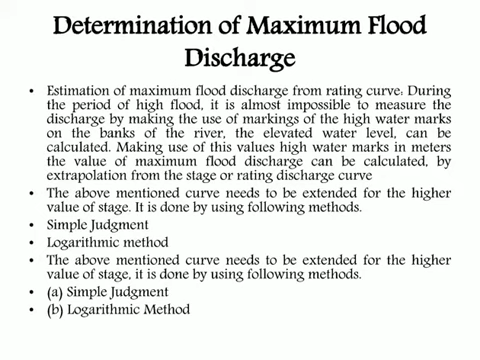 Determination of Maximum Flood
Discharge
• Estimation of maximum flood discharge from rating curve: During
the period of high flood, it is almost impossible to measure the
discharge by making the use of markings of the high water marks
on the banks of the river, the elevated water level, can be
calculated. Making use of this values high water marks in meters
the value of maximum flood discharge can be calculated, by
extrapolation from the stage or rating discharge curve
• The above mentioned curve needs to be extended for the higher
value of stage. It is done by using following methods.
• Simple Judgment
• Logarithmic method
• The above mentioned curve needs to be extended for the higher
value of stage, it is done by using following methods.
• (a) Simple Judgment
• (b) Logarithmic Method